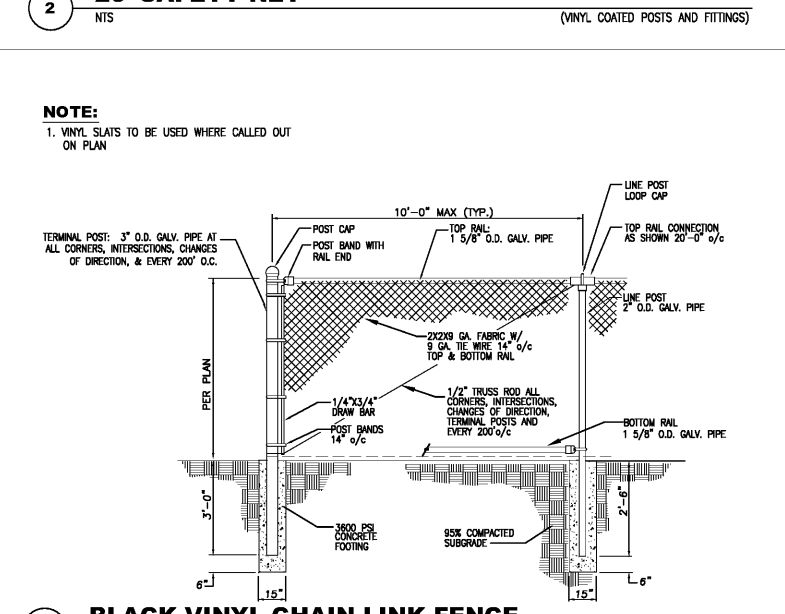 2
NTS
(VINYL COATED POSTS AND FITTINGS)
NOTE:
1. VINYL SLATS TO BE USED WHERE CALLED OUT
ON PLAN
LINE POST
LOOP CAP
10'-0" MAX (TYP.)
TERMINAL POST: 3" O.D. GALV. PIPE AT
ALL CORNERS, INTERSECTIONS, CHANGES
OF DIRECTION, & EVERY 200' O.C.
POST CAP
POST BAND WITH
RAIL END
TOP RAIL:
1 5/8" O.D. GALV. PIPE
TOP RAIL CONNECTION
AS SHOWN 20'-0" o/c
LINE POST
2" O.D. GALV. PIPE
2X2X9 GA. FABRIC W/
9 GA. TIE WIRE 14" o/c
TOP & BOTTOM RAIL
PER PLAN
1/4"X3/4"
DRAW BAR
POST BANDS
14" o/c
1/2" TRUSS ROD ALL
CORNERS, INTERSECTIONS,
CHANGES OF DIRECTION,
TERMINAL POSTS AND
EVERY 200'o/c
BOTTOM RAIL
1 5/8" O.D. GALV. PIPE
3'-0"
2'-6"
3600 PSI
CONCRETE
FOOTING
95% COMPACTED
SUBGRADE
6"
15"
15"
6"
BLACK VINYL CHAIN LINK FENCE